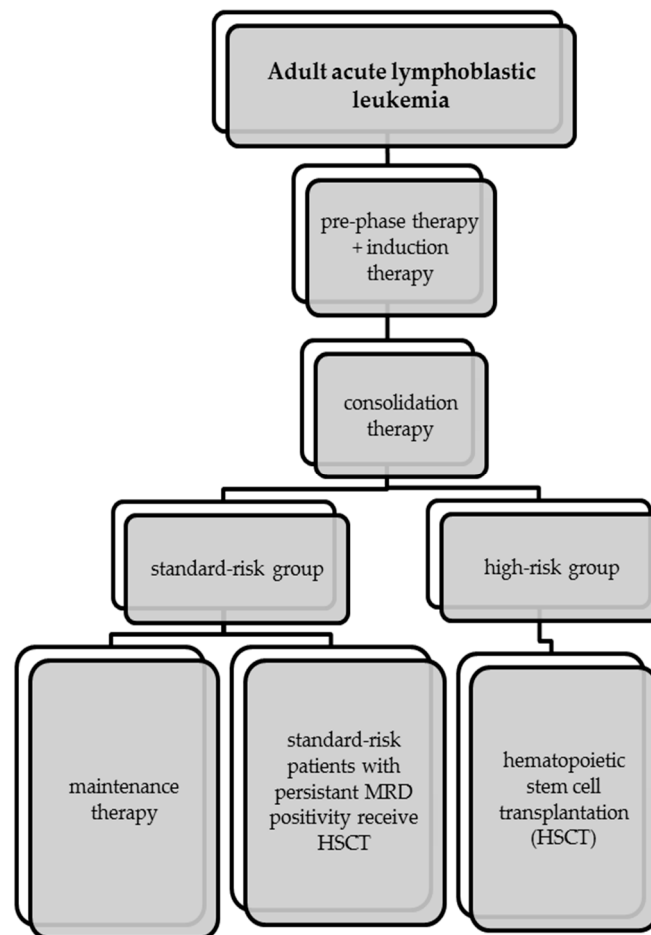 Adult acute lymphoblastic
leukemia
pre-phase therapy
+ induction
therapy
consolidation
therapy
standard-risk group
high-risk group
maintenance
therapy
standard-risk
patients with
persistant MRD
positivity receive
HSCT
hematopoietic
stem cell
transplantation
(HSCT)